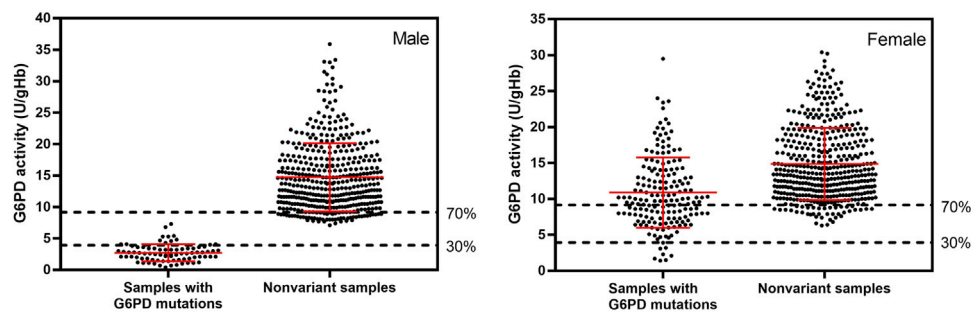 Male
G6PD activity (U/gHb)
40
35
30
25
20
15
10
5
0
70%
30%
Samples with
G6PD mutations
Nonvariant samples
Female
G6PD activity (U/gHb)
35
30
25
20
15
10
5
0
70%
30%
Samples with
G6PD mutations
Nonvariant samples